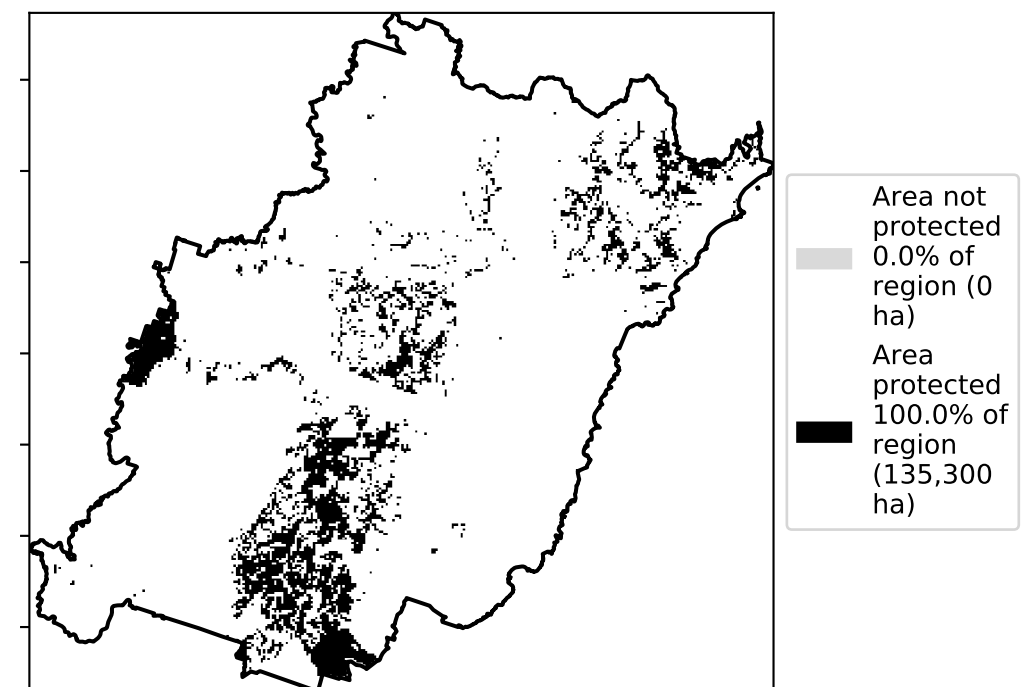 Area not
protected
0.0% of
region (0
ha)
Area
protected
100.0% of
region
(135,300
ha)